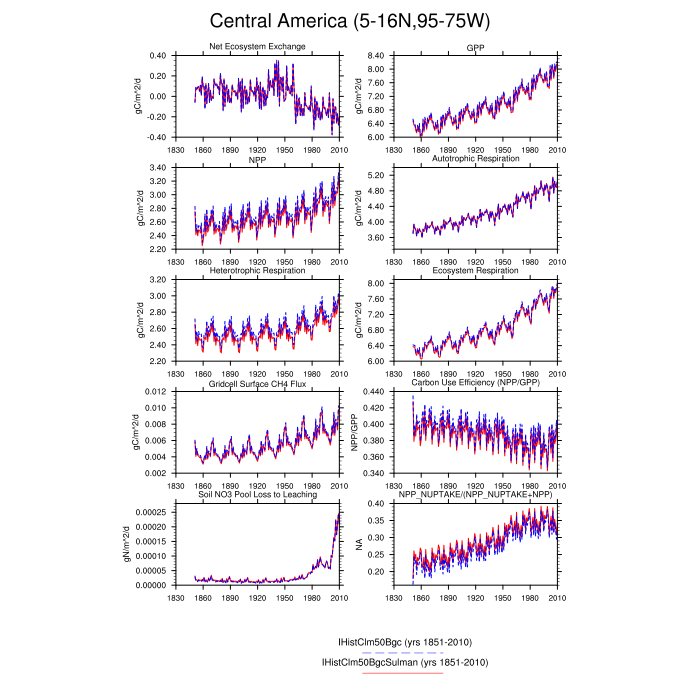 Central America (5-16N,95-75W)
Net Ecosystem Exchange
GPP
gC/m^2/d
0.40
0.20
0.00
-0.20
-0.40
1830 1860 1890 1920 1950 1980 2010
gC/m^2/d
8.40
7.80
7.20
6.60
6.00
1830 1860 1890 1920 1950 1980 2010
NPP
Autotrophic Respiration
gC/m^2/d
3.40
3.20
3.00
2.80
2.60
2.40
2.20
1830 1860 1890 1920 1950 1980 2010
gC/m^2/d
5.20
4.80
4.40
4.00
3.60
1830 1860 1890 1920 1950 1980 2010
Heterotrophic Respiration
Ecosystem Respiration
gC/m^2/d
3.20
3.00
2.80
2.60
2.40
2.20
1830 1860 1890 1920 1950 1980 2010
gC/m^2/d
8.00
7.60
7.20
6.80
6.40
6.00
1830 1860 1890 1920 1950 1980 2010
Gridcell Surface CH4 Flux
Carbon Use Efficiency (NPP/GPP)
gC/m^2/d
0.012
0.010
0.008
0.006
0.004
0.002
1830 1860 1890 1920 1950 1980 2010
NPP/GPP
0.440
0.420
0.400
0.380
0.360
0.340
1830 1860 1890 1920 1950 1980 2010
Soil NO3 Pool Loss to Leaching
NPP_NUPTAKE/(NPP_NUPTAKE+NPP)
gN/m^2/d
0.00025
0.00020
0.00015
0.00010
0.00005
0.00000
1830 1860 1890 1920 1950 1980 2010
NA
0.40
0.35
0.30
0.25
0.20
1830 1860 1890 1920 1950 1980 2010
IHistClm50Bgc (yrs 1851-2010)
IHistClm50BgcSulman (yrs 1851-2010)